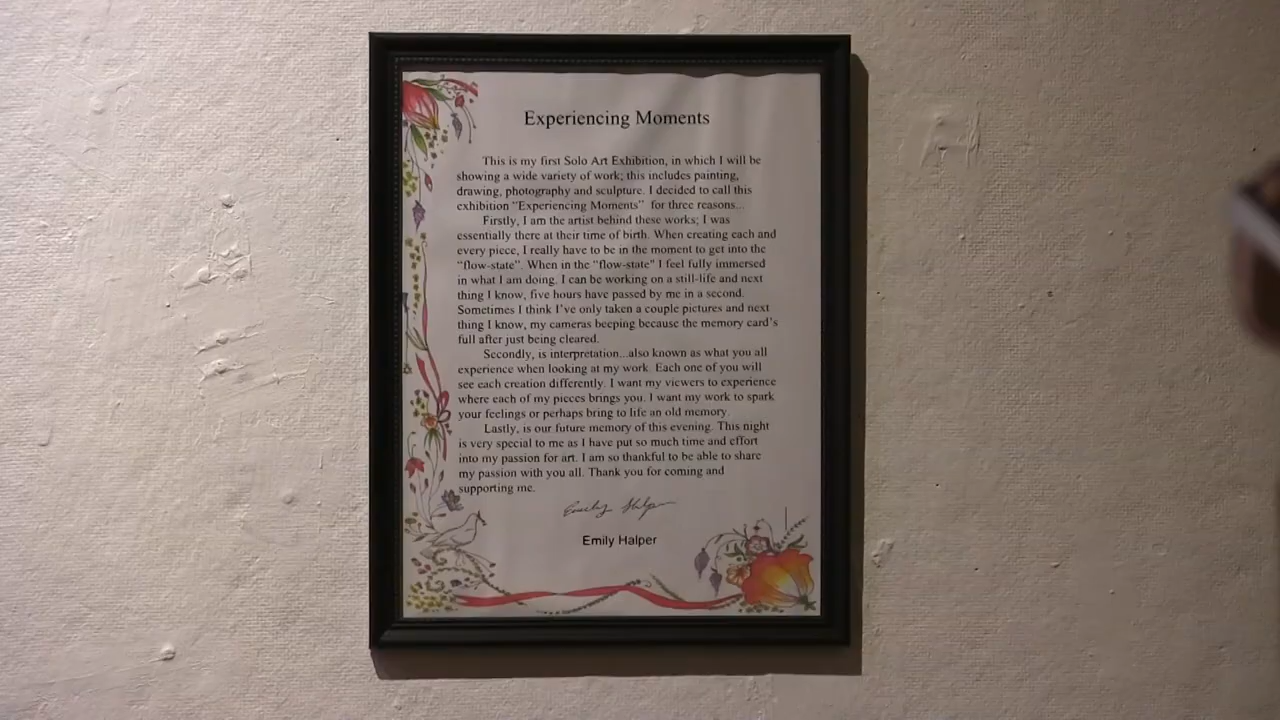 Experiencing Moments
This is my first Solo Art Exhibition, in which I will be
showing a wide variety of work; this includes painting,
drawing, photography and sculpture. I decided to call this
exhibition "Experiencing Moments" for three reasons...
Firstly, I am the artist behind these works; I was
essentially there at their time of birth. When creating each and
every piece, I really have to be in the moment to get into the
"flow-state". When in the "flow-state" I feel fully immersed
in what I am doing. I can be working on a still-life and next
thing I know, five hours have passed by me in a second.
Sometimes I think I've only taken a couple pictures and next
thing I know, my cameras beeping because the memory card's
full after just being cleared.
Secondly, is interpretation...also known as what you all
experience when looking at my work. Each one of you will
see each creation differently. I want my viewers to experience
where each of my pieces brings you. I want my work to spark
your feelings or perhaps bring to life an old memory.
Lastly, is our future memory of this evening. This night
is very special to me as I have put so much time and effort
into my passion for art. I am so thankful to be able to share
my passion with you all. Thank you for coming and
supporting me.
Emily Halper
Emily Halper